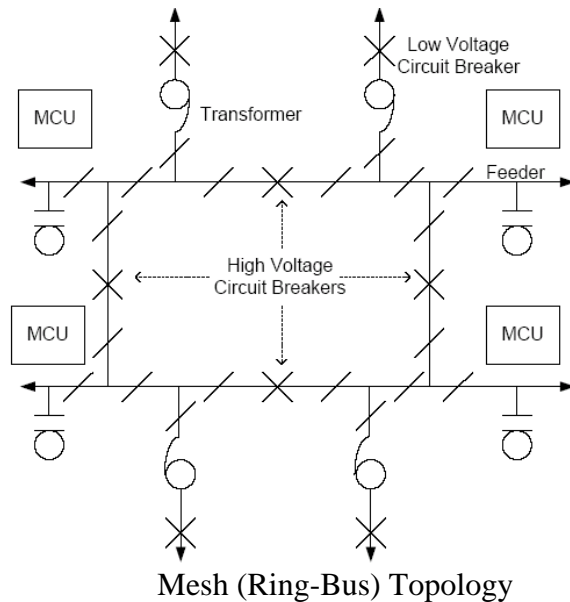 Low Voltage
Circuit Breaker
MCU
Transformer
MCU
Feeder
High Voltage
Circuit Breakers
MCU
MCU
Mesh (Ring-Bus) Topology